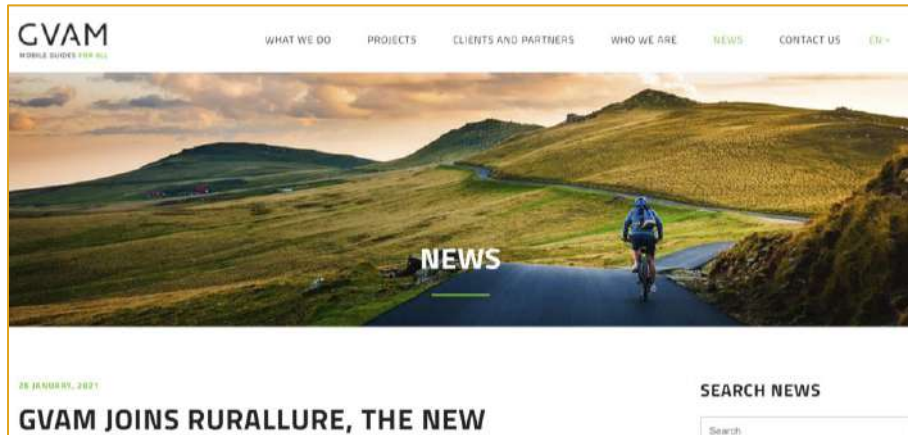 GVAM
MOBILE GUIDES FOR ALL
WHAT WE DO PROJECTS CLIENTS AND PARTNERS WHO WE ARE NEWS CONTACT US EN
NEWS
28 JANUARY, 2021
SEARCH NEWS
GVAM JOINS RURALLURE, THE NEW
Search